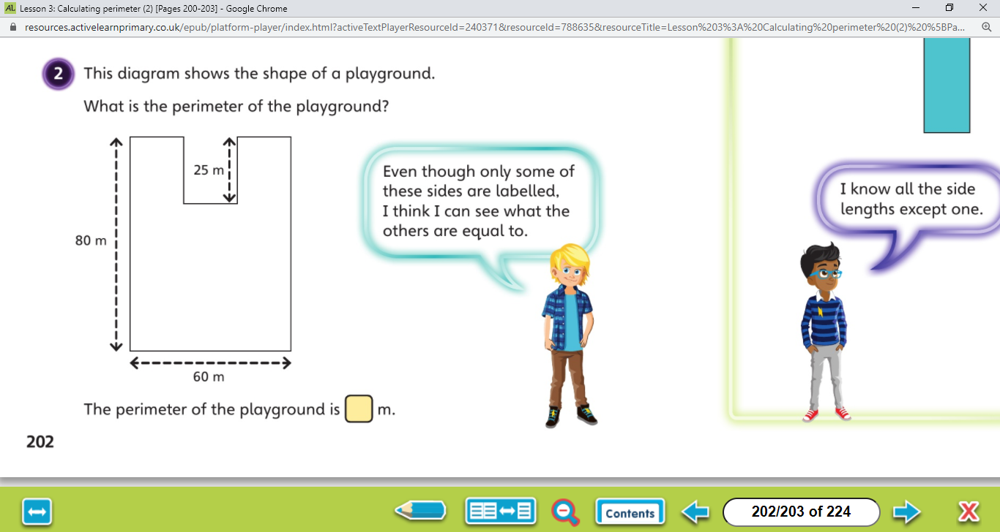 AL Lesson 3: Calculating perimeter (2) [Pages 200-203] - Google Chrome
resources.activelearnprimary.co.uk/epub/platform-player/index.html?activeTextPlayerResourceId=240371&resourceId=788635&resourceTitle=Lesson%203%3A%20Calculating%20perimeter%20(2)%20%5BPa...
2 This diagram shows the shape of a playground.
What is the perimeter of the playground?
25 m
80 m
60 m
Even though only some of
these sides are labelled,
I think I can see what the
others are equal to.
I know all the side
lengths except one.
The perimeter of the playground is m.
202
Contents
202/203 of 224